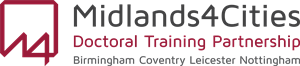 Midlands4Cities
Doctoral Training Partnership
Birmingham Coventry Leicester Nottingham